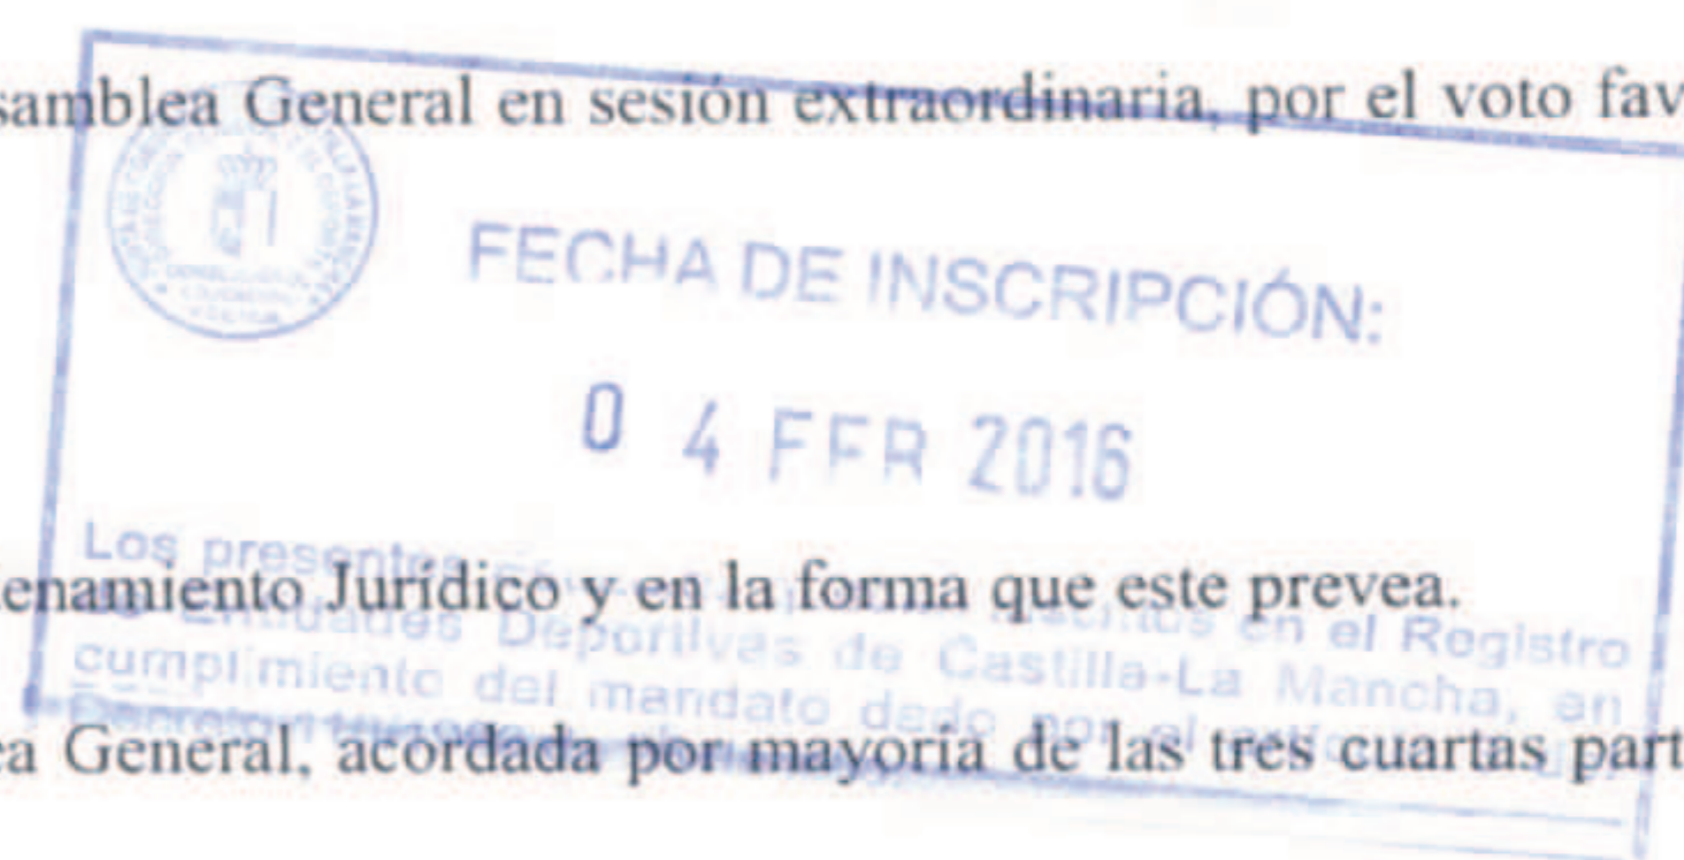 samblea General en sesión extraordinaria, por el voto fav
FECHA DE INSCRIPCIÓN:
0 4 FEB 2016
Los presentes
enamiento Jurídico y en la forma que este prevea.
Entidades Deportivas de Castilla-La Mancha, en el Registro
cumplimiento del mandato dado por el
ea General, acordada por mayoría de las tres cuartas part